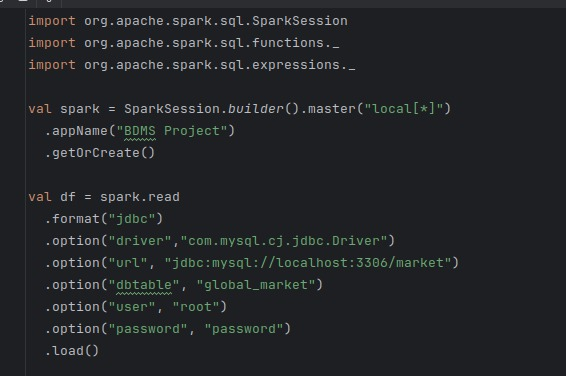 import org.apache.spark.sql.SparkSession
import org.apache.spark.sql.functions._
import org.apache.spark.sql.expressions._
val spark = SparkSession.builder().master("local[*]")
  .appName("BDMS Project")
  .getOrCreate()
val df = spark.read
  .format("jdbc")
  .option("driver","com.mysql.cj.jdbc.Driver")
  .option("url", "jdbc:mysql://localhost:3306/market")
  .option("dbtable", "global_market")
  .option("user", "root")
  .option("password", "password")
  .load()